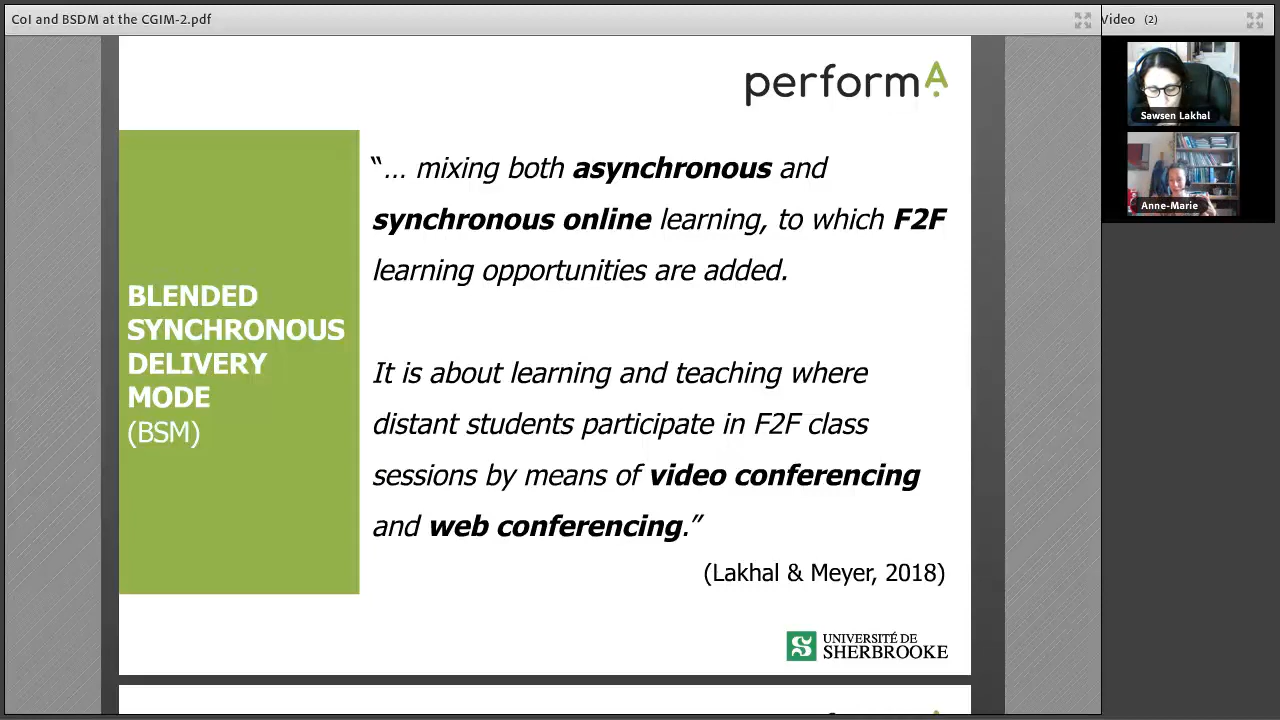 CoI and BSDM at the CGIM-2.pdf
Video (2)
Sawsen Lakhal
Anne-Marie
performA
BLENDED
SYNCHRONOUS
DELIVERY
MODE
(BSM)
“… mixing both asynchronous and
synchronous online learning, to which F2F
learning opportunities are added.
It is about learning and teaching where
distant students participate in F2F class
sessions by means of video conferencing
and web conferencing.”
(Lakhal & Meyer, 2018)
UNIVERSITÉ DE
SHERBROOKE